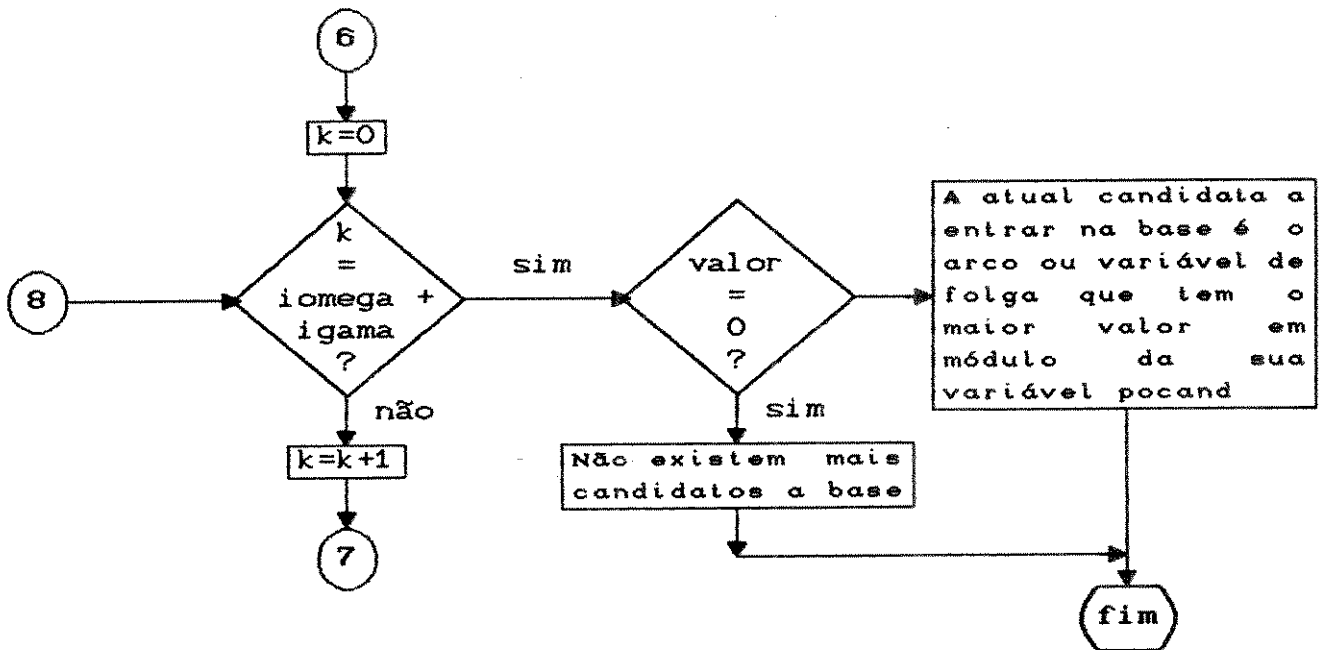 6
k=0
k
=
iomega +
igama
?
8
sim
não
k=k+1
7
valor
=
0
?
sim
Não existem mais
candidatos a base
A atual candidata a
entrar na base é o
arco ou variável de
folga que tem o
maior valor em
módulo da sua
variável pocand
fim